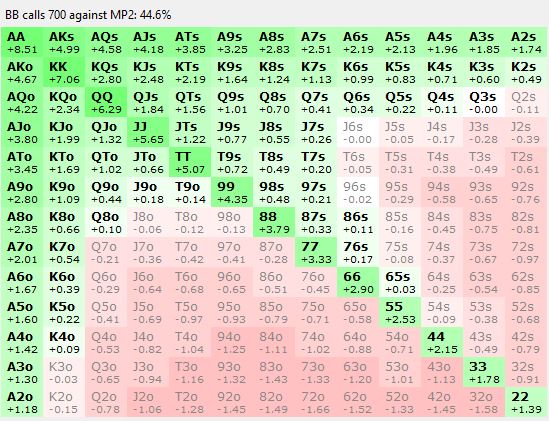 BB calls 700 against MP2: 44.6%
AA AKs AQs AJs ATs A9s A8s A7s A6s A5s A4s A3s A2s
+8.51 +4.99 +4.58 +4.18 +3.85 +3.25 +2.83 +2.51 +2.19 +2.13 +1.96 +1.85 +1.74
AKo KK KQs KJs KTs K9s K8s K7s K6s K5s K4s K3s K2s
+4.67 +7.06 +2.80 +2.48 +2.19 +1.64 +1.24 +1.13 +0.99 +0.83 +0.71 +0.60 +0.49
AQo KQo QQ QJs QTs Q9s Q8s Q7s Q6s Q5s Q4s Q3s Q2s
+4.22 +2.34 +6.29 +1.84 +1.56 +1.01 +0.70 +0.41 +0.34 +0.22 +0.11 -0.00 -0.11
AJo KJo QJo JJ JTs J9s J8s J7s J6s J5s J4s J3s J2s
+3.80 +1.99 +1.32 +5.65 +1.22 +0.77 +0.55 +0.26 -0.00 -0.05 -0.17 -0.28 -0.39
ATo KTo QTo JTo TT T9s T8s T7s T6s T5s T4s T3s T2s
+3.45 +1.69 +1.02 +0.66 +5.07 +0.72 +0.49 +0.20 -0.05 -0.31 -0.38 -0.49 -0.61
A9o K9o Q9o J9o T9o 99 98s 97s 96s 95s 94s 93s 92s
+2.80 +1.09 +0.44 +0.18 +0.14 +4.35 +0.48 +0.21 -0.02 -0.29 -0.58 -0.65 -0.76
A8o K8o Q8o J8o T8o 98o 88 87s 86s 85s 84s 83s 82s
+2.35 +0.66 +0.10 -0.06 -0.12 -0.13 +3.79 +0.33 +0.11 -0.16 -0.45 -0.75 -0.81
A7o K7o Q7o J7o T7o 97o 87o 77 76s 75s 74s 73s 72s
+2.01 +0.54 -0.21 -0.36 -0.42 -0.41 -0.28 +3.33 +0.17 -0.08 -0.37 -0.67 -0.97
A6o K6o Q6o J6o T6o 96o 86o 76o 66 65s 64s 63s 62s
+1.67 +0.39 -0.29 -0.64 -0.68 -0.65 -0.51 -0.45 +2.90 +0.03 -0.25 -0.54 -0.85
A5o K5o Q5o J5o T5o 95o 85o 75o 65o 55 54s 53s 52s
+1.60 +0.22 -0.41 -0.69 -0.97 -0.93 -0.79 -0.71 -0.58 +2.53 -0.09 -0.38 -0.68
A4o K4o Q4o J4o T4o 94o 84o 74o 64o 54o 44 43s 42s
+1.42 +0.09 -0.53 -0.82 -1.04 -1.25 -1.11 -1.02 -0.88 -0.71 +2.15 -0.49 -0.79
A3o K3o Q3o J3o T3o 93o 83o 73o 63o 53o 43o 33 32s
+1.30 -0.03 -0.65 -0.94 -1.16 -1.32 -1.43 -1.33 -1.20 -1.01 -1.13 +1.78 -0.91
A2o K2o Q2o J2o T2o 92o 82o 72o 62o 52o 42o 32o 22
+1.18 -0.15 -0.78 -1.06 -1.28 -1.45 -1.49 -1.66 -1.52 -1.33 -1.45 -1.58 +1.39